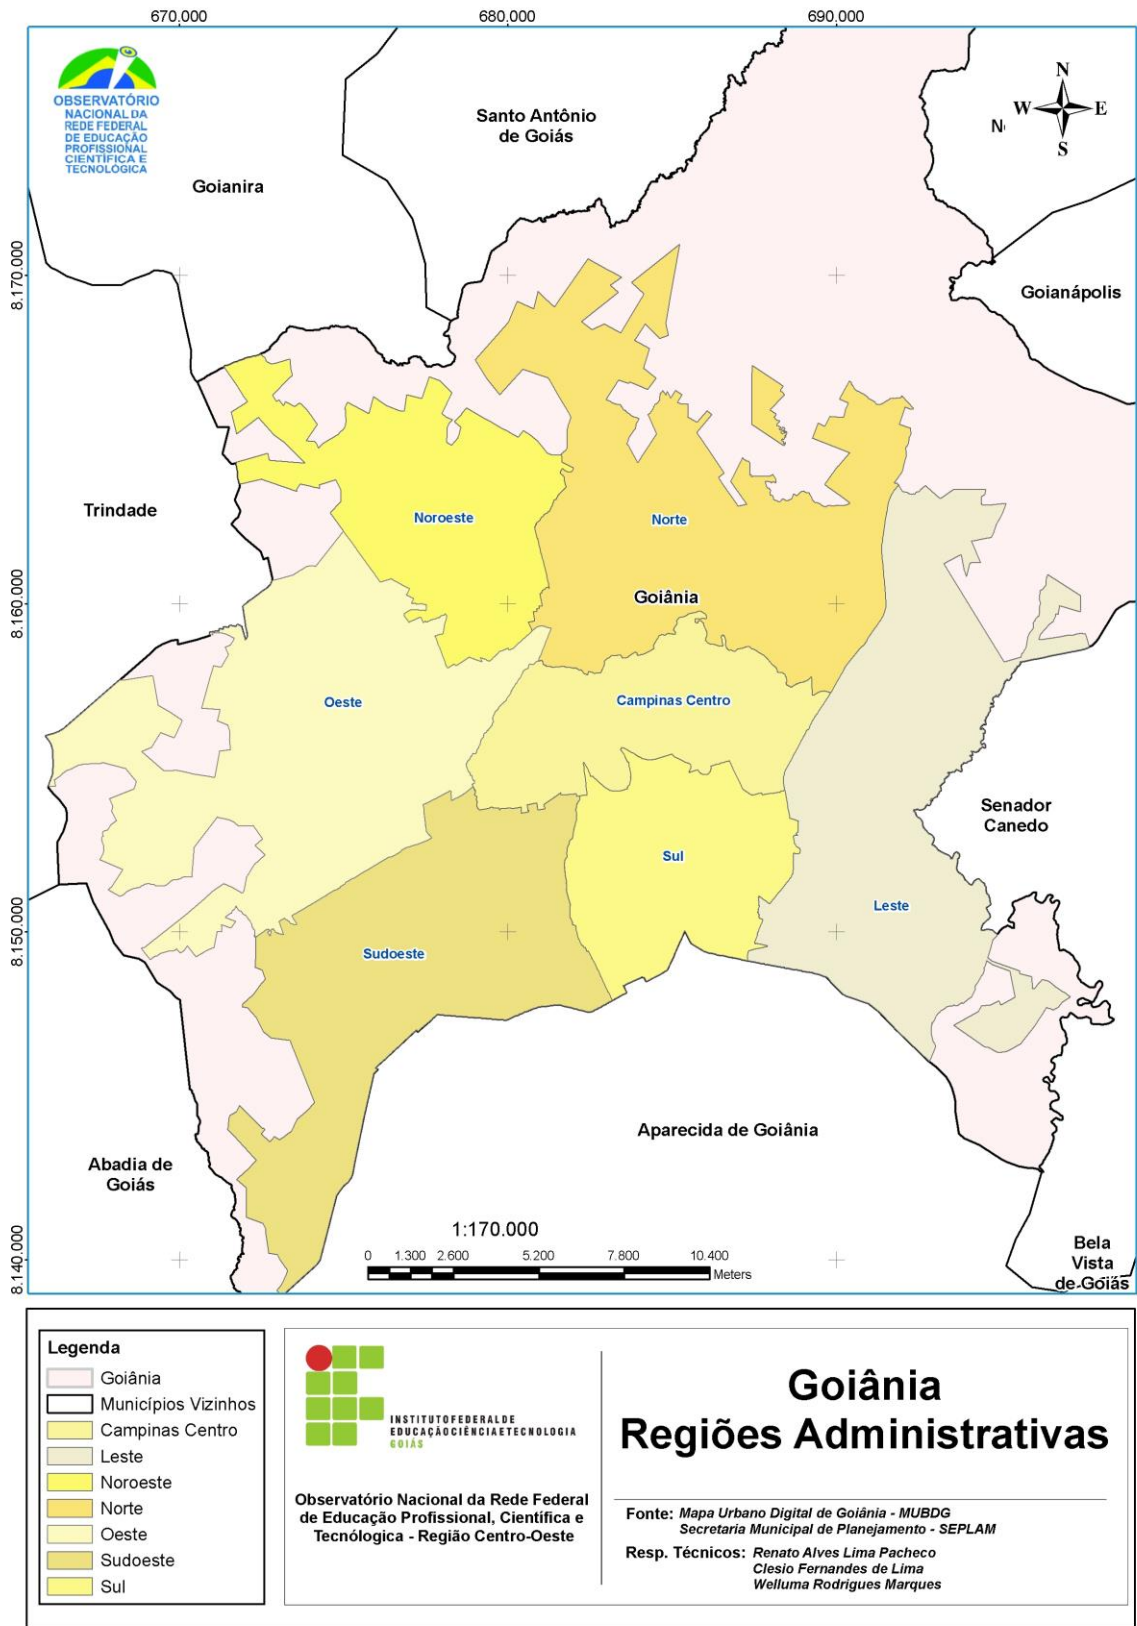 670.000
680.000
690.000
OBSERVATÓRIO
NACIONAL DA
REDE FEDERAL
DE EDUCAÇÃO
PROFISSIONAL
CIENTÍFICA E
TECNOLÓGICA
N
W
E
S
N
Santo Antônio
de Goiás
Goianira
8.170.000
Goianápolis
Trindade
Noroeste
Norte
Goiânia
8.160.000
Oeste
Campinas Centro
Senador
Canedo
Sul
Leste
8.150.000
Sudoeste
Aparecida de Goiânia
Abadia de
Goiás
1:170.000
8.140.000
0 1.300 2.600 5.200 7.800 10.400
Meters
Bela
Vista
de Goiás
Legenda
Goiânia
Municípios Vizinhos
Campinas Centro
Leste
Noroeste
Norte
Oeste
Sudoeste
Sul
INSTITUTO FEDERAL DE
EDUCAÇÃO CIÊNCIA E TECNOLOGIA
GOIÁS
Observatório Nacional da Rede Federal
de Educação Profissional, Científica e
Tecnólogica - Região Centro-Oeste
Goiânia
Regiões Administrativas
Fonte: Mapa Urbano Digital de Goiânia - MUBDG
Secretaria Municipal de Planejamento - SEPLAM
Resp. Técnicos: Renato Alves Lima Pacheco
Clesio Fernandes de Lima
Welluma Rodrigues Marques